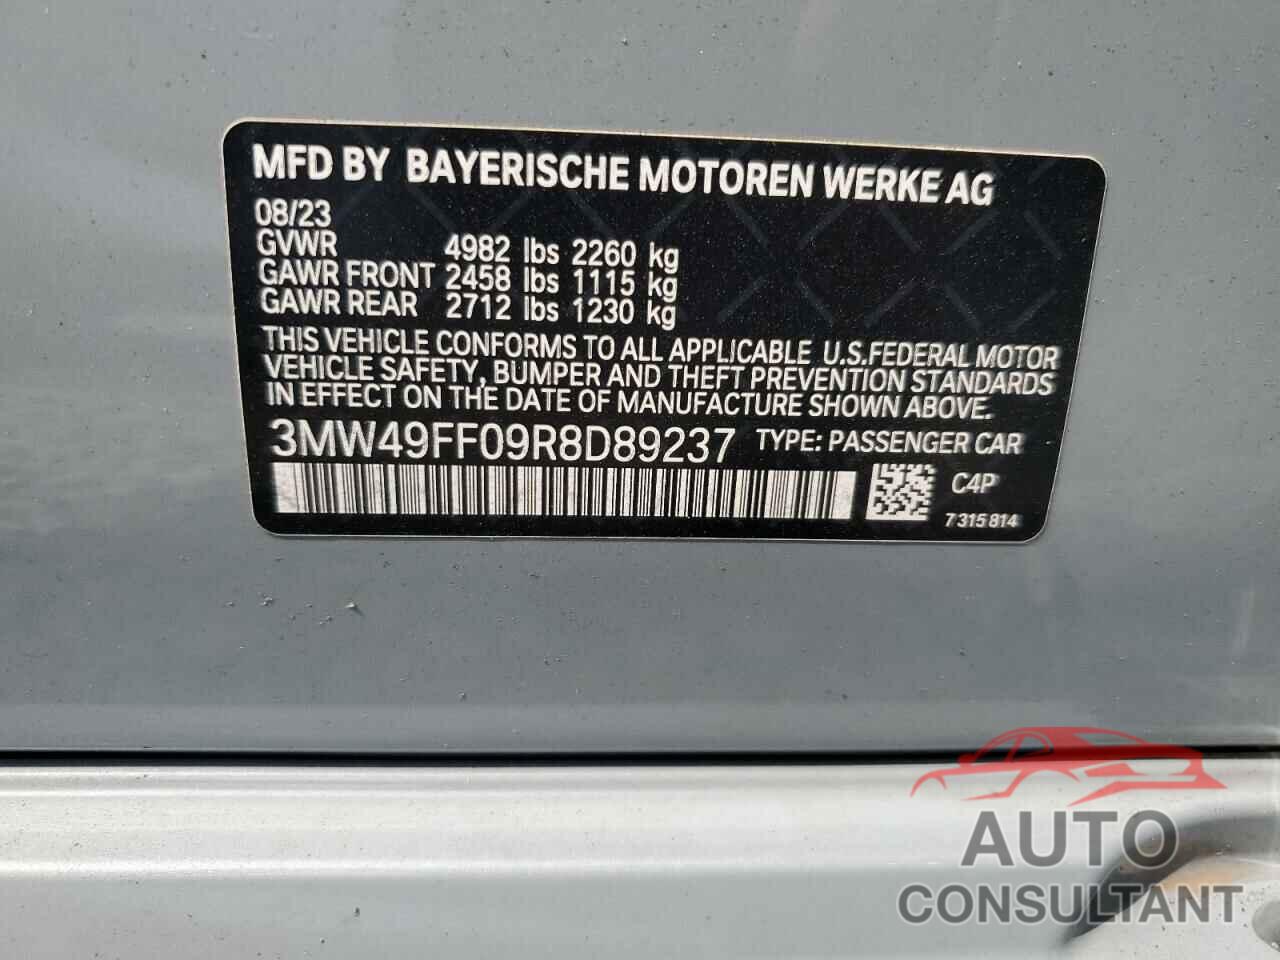 MFD BY BAYERISCHE MOTOREN WERKE AG
08/23
GVWR 4982 lbs 2260 kg
GAWR FRONT 2458 lbs 1115 kg
GAWR REAR 2712 lbs 1230 kg
THIS VEHICLE CONFORMS TO ALL APPLICABLE U.S.FEDERAL MOTOR
VEHICLE SAFETY, BUMPER AND THEFT PREVENTION STANDARDS
IN EFFECT ON THE DATE OF MANUFACTURE SHOWN ABOVE.
3MW49FF09R8D89237 TYPE: PASSENGER CAR
C4P
7 315 814
AUTO
CONSULTANT